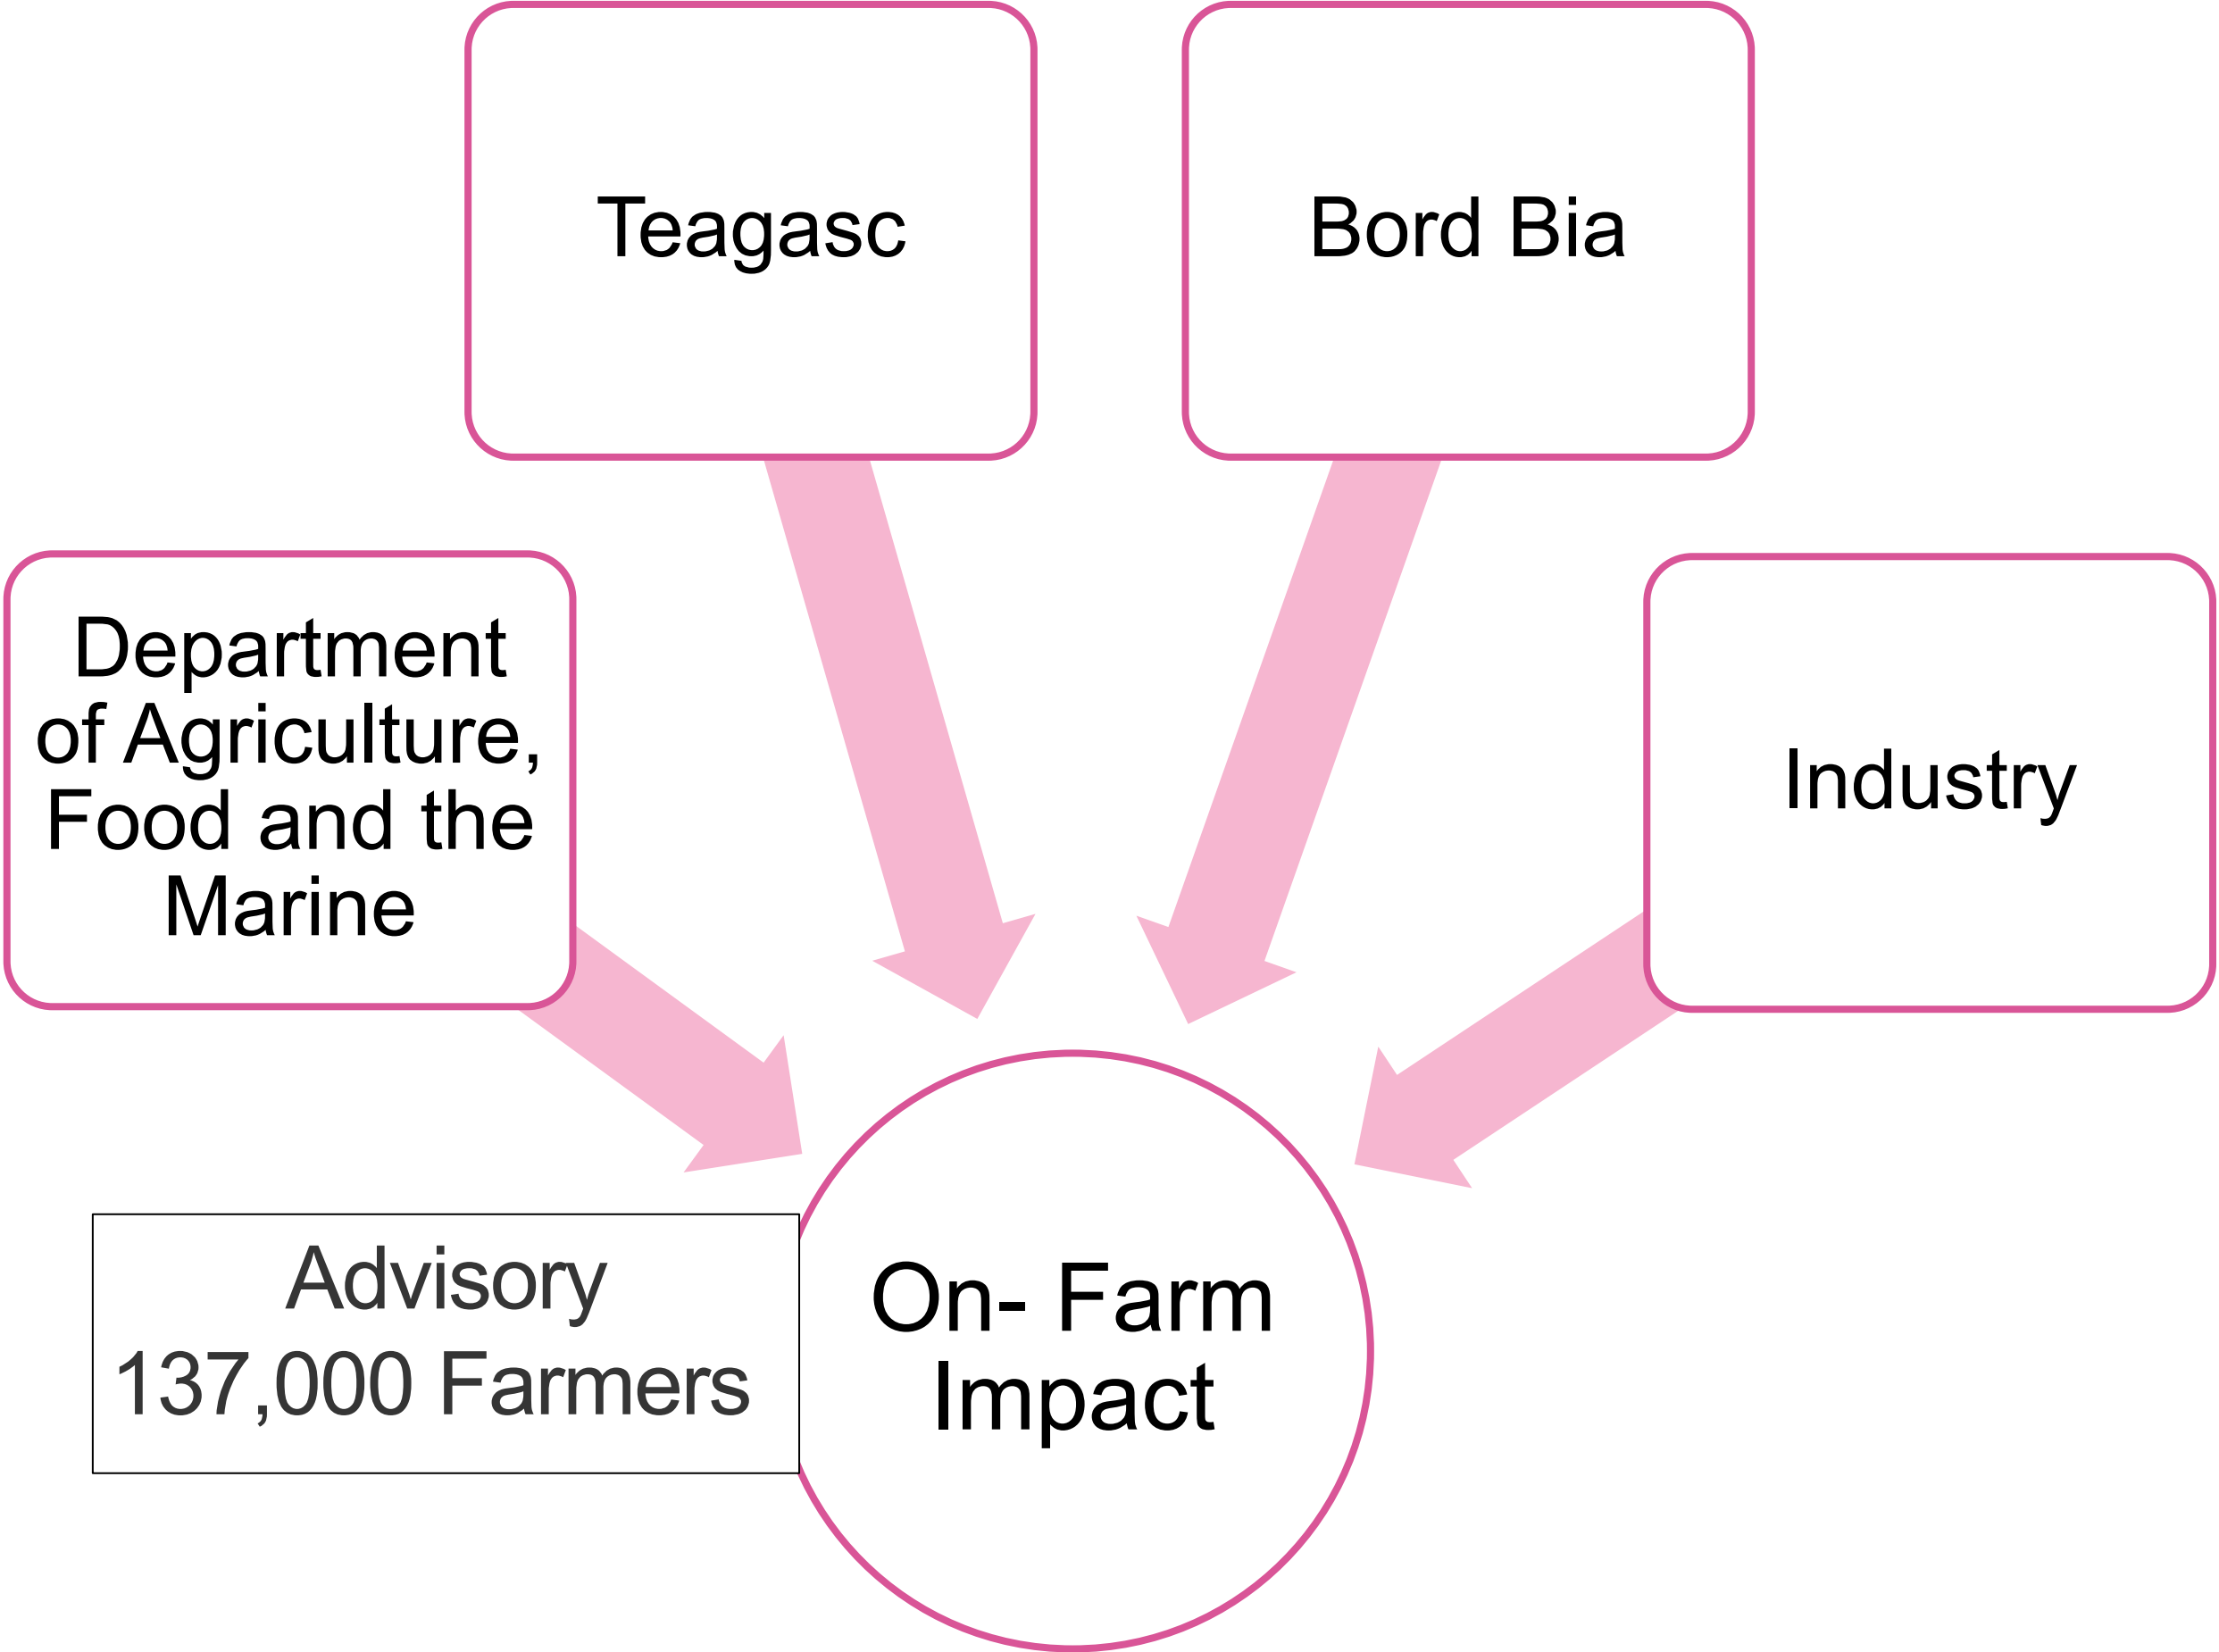 Teagasc
Bord Bia
Department
of Agriculture,
Food and the
Marine
Industry
Advisory
137,000 Farmers
On- Farm
Impact